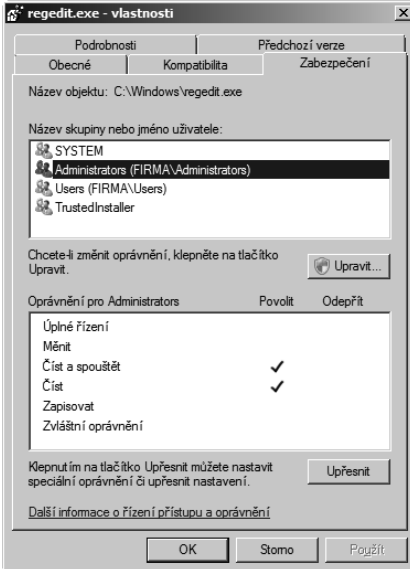 regedit.exe - vlastnosti
Podrobnosti Předchozí verze
Obecné Kompatibilita Zabezpečení
Název objektu: C:\Windows\regedit.exe
Název skupiny nebo jméno uživatele:
SYSTEM
Administrators (FIRMA\Administrators)
Users (FIRMA\Users)
TrustedInstaller
Chcete-li změnit oprávnění, klepněte na tlačítko
Upravit.
Upravit...
Oprávnění pro Administrators Povolit Odepřít
Úplné řízení
Měnit
Číst a spouštět
Číst
Zapisovat
Zvláštní oprávnění
Klepnutím na tlačítko Upřesnit můžete nastavit
speciální oprávnění či upřesnit nastavení.
Upřesnit
Další informace o řízení přístupu a oprávnění
OK Storno Použít